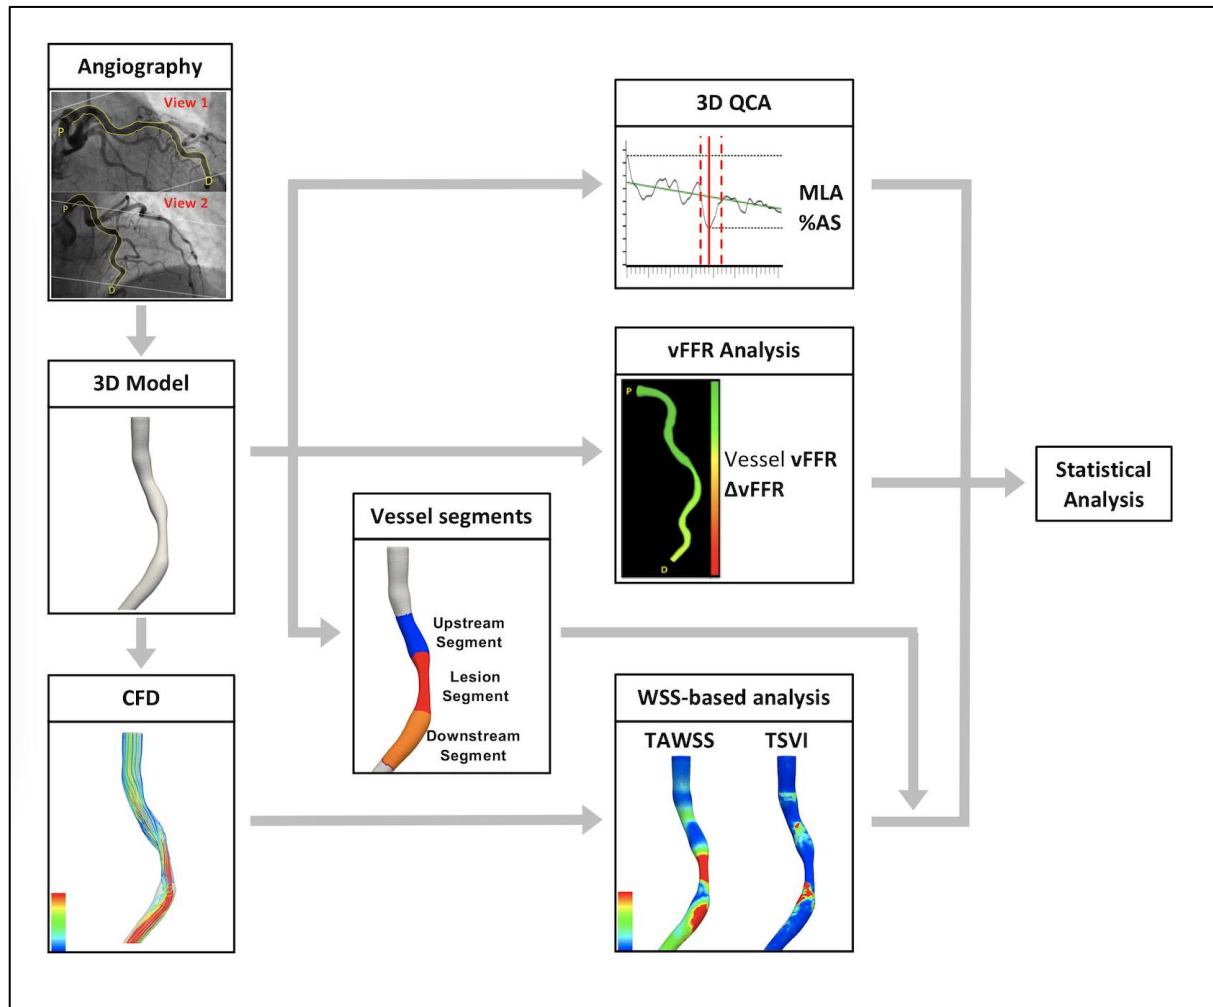 Angiography
View 1
P
D
View 2
P
D
3D Model
CFD
Vessel segments
Upstream
Segment
Lesion
Segment
Downstream
Segment
3D QCA
MLA
%AS
vFFR Analysis
P
Vessel vFFR
ΔvFFR
D
WSS-based analysis
TAWSS TSVI
Statistical
Analysis